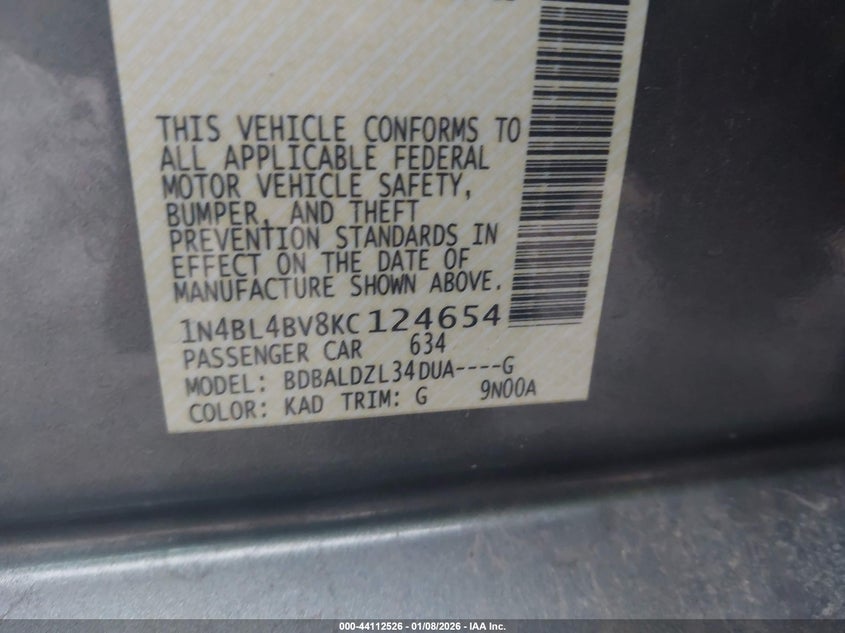 THIS VEHICLE CONFORMS TO
ALL APPLICABLE FEDERAL
MOTOR VEHICLE SAFETY,
BUMPER, AND THEFT
PREVENTION STANDARDS IN
EFFECT ON THE DATE OF
MANUFACTURE SHOWN ABOVE.
1N4BL4BV8KC124654
PASSENGER CAR 634
MODEL: BDBALDZL34DUA----G
COLOR: KAD TRIM: G 9N00A
000-44112526 - 01/08/2026 - IAA Inc.